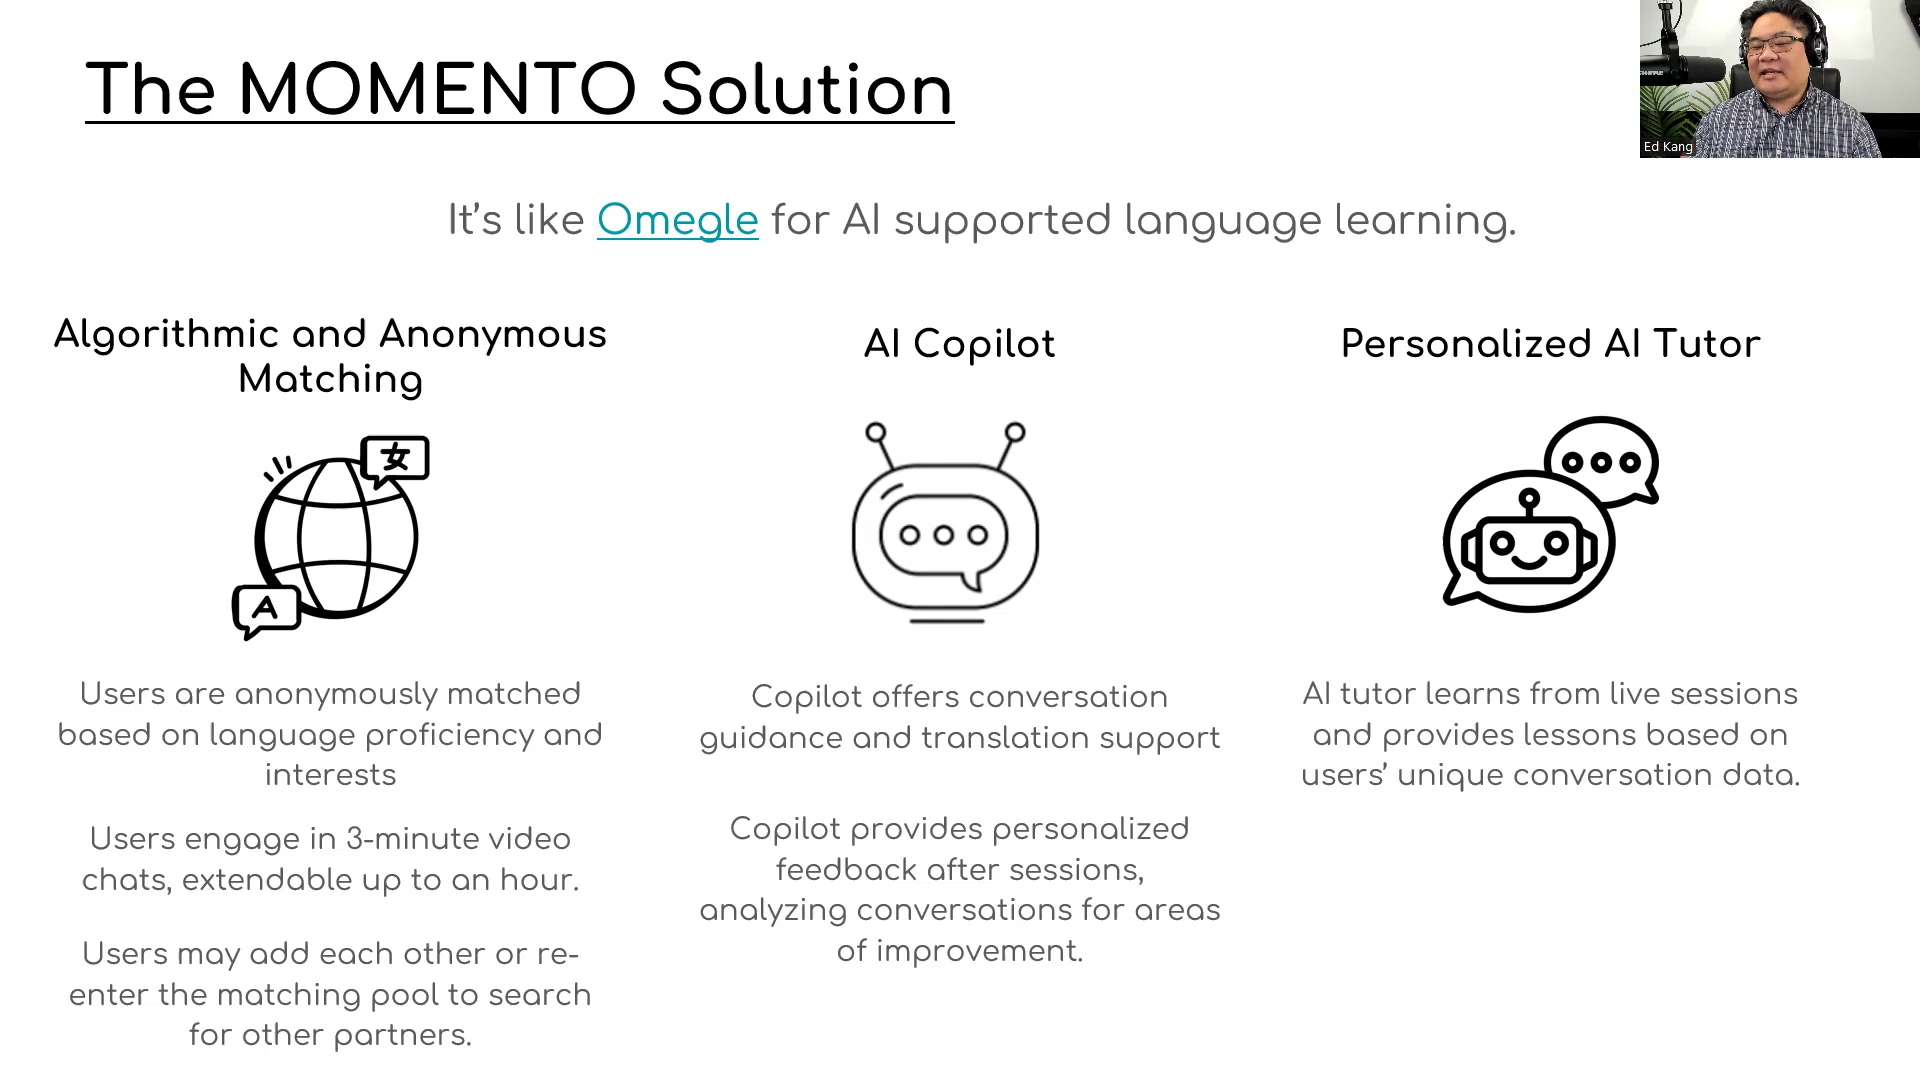 The MOMENTO Solution
SHURE
Ed Kang
It's like Omegle for AI supported language learning.
Algorithmic and Anonymous
Matching
女
A
Users are anonymously matched
based on language proficiency and
interests
Users engage in 3-minute video
chats, extendable up to an hour.
Users may add each other or re-
enter the matching pool to search
for other partners.
AI Copilot
Copilot offers conversation
guidance and translation support
Copilot provides personalized
feedback after sessions,
analyzing conversations for areas
of improvement.
Personalized AI Tutor
AI tutor learns from live sessions
and provides lessons based on
users’ unique conversation data.